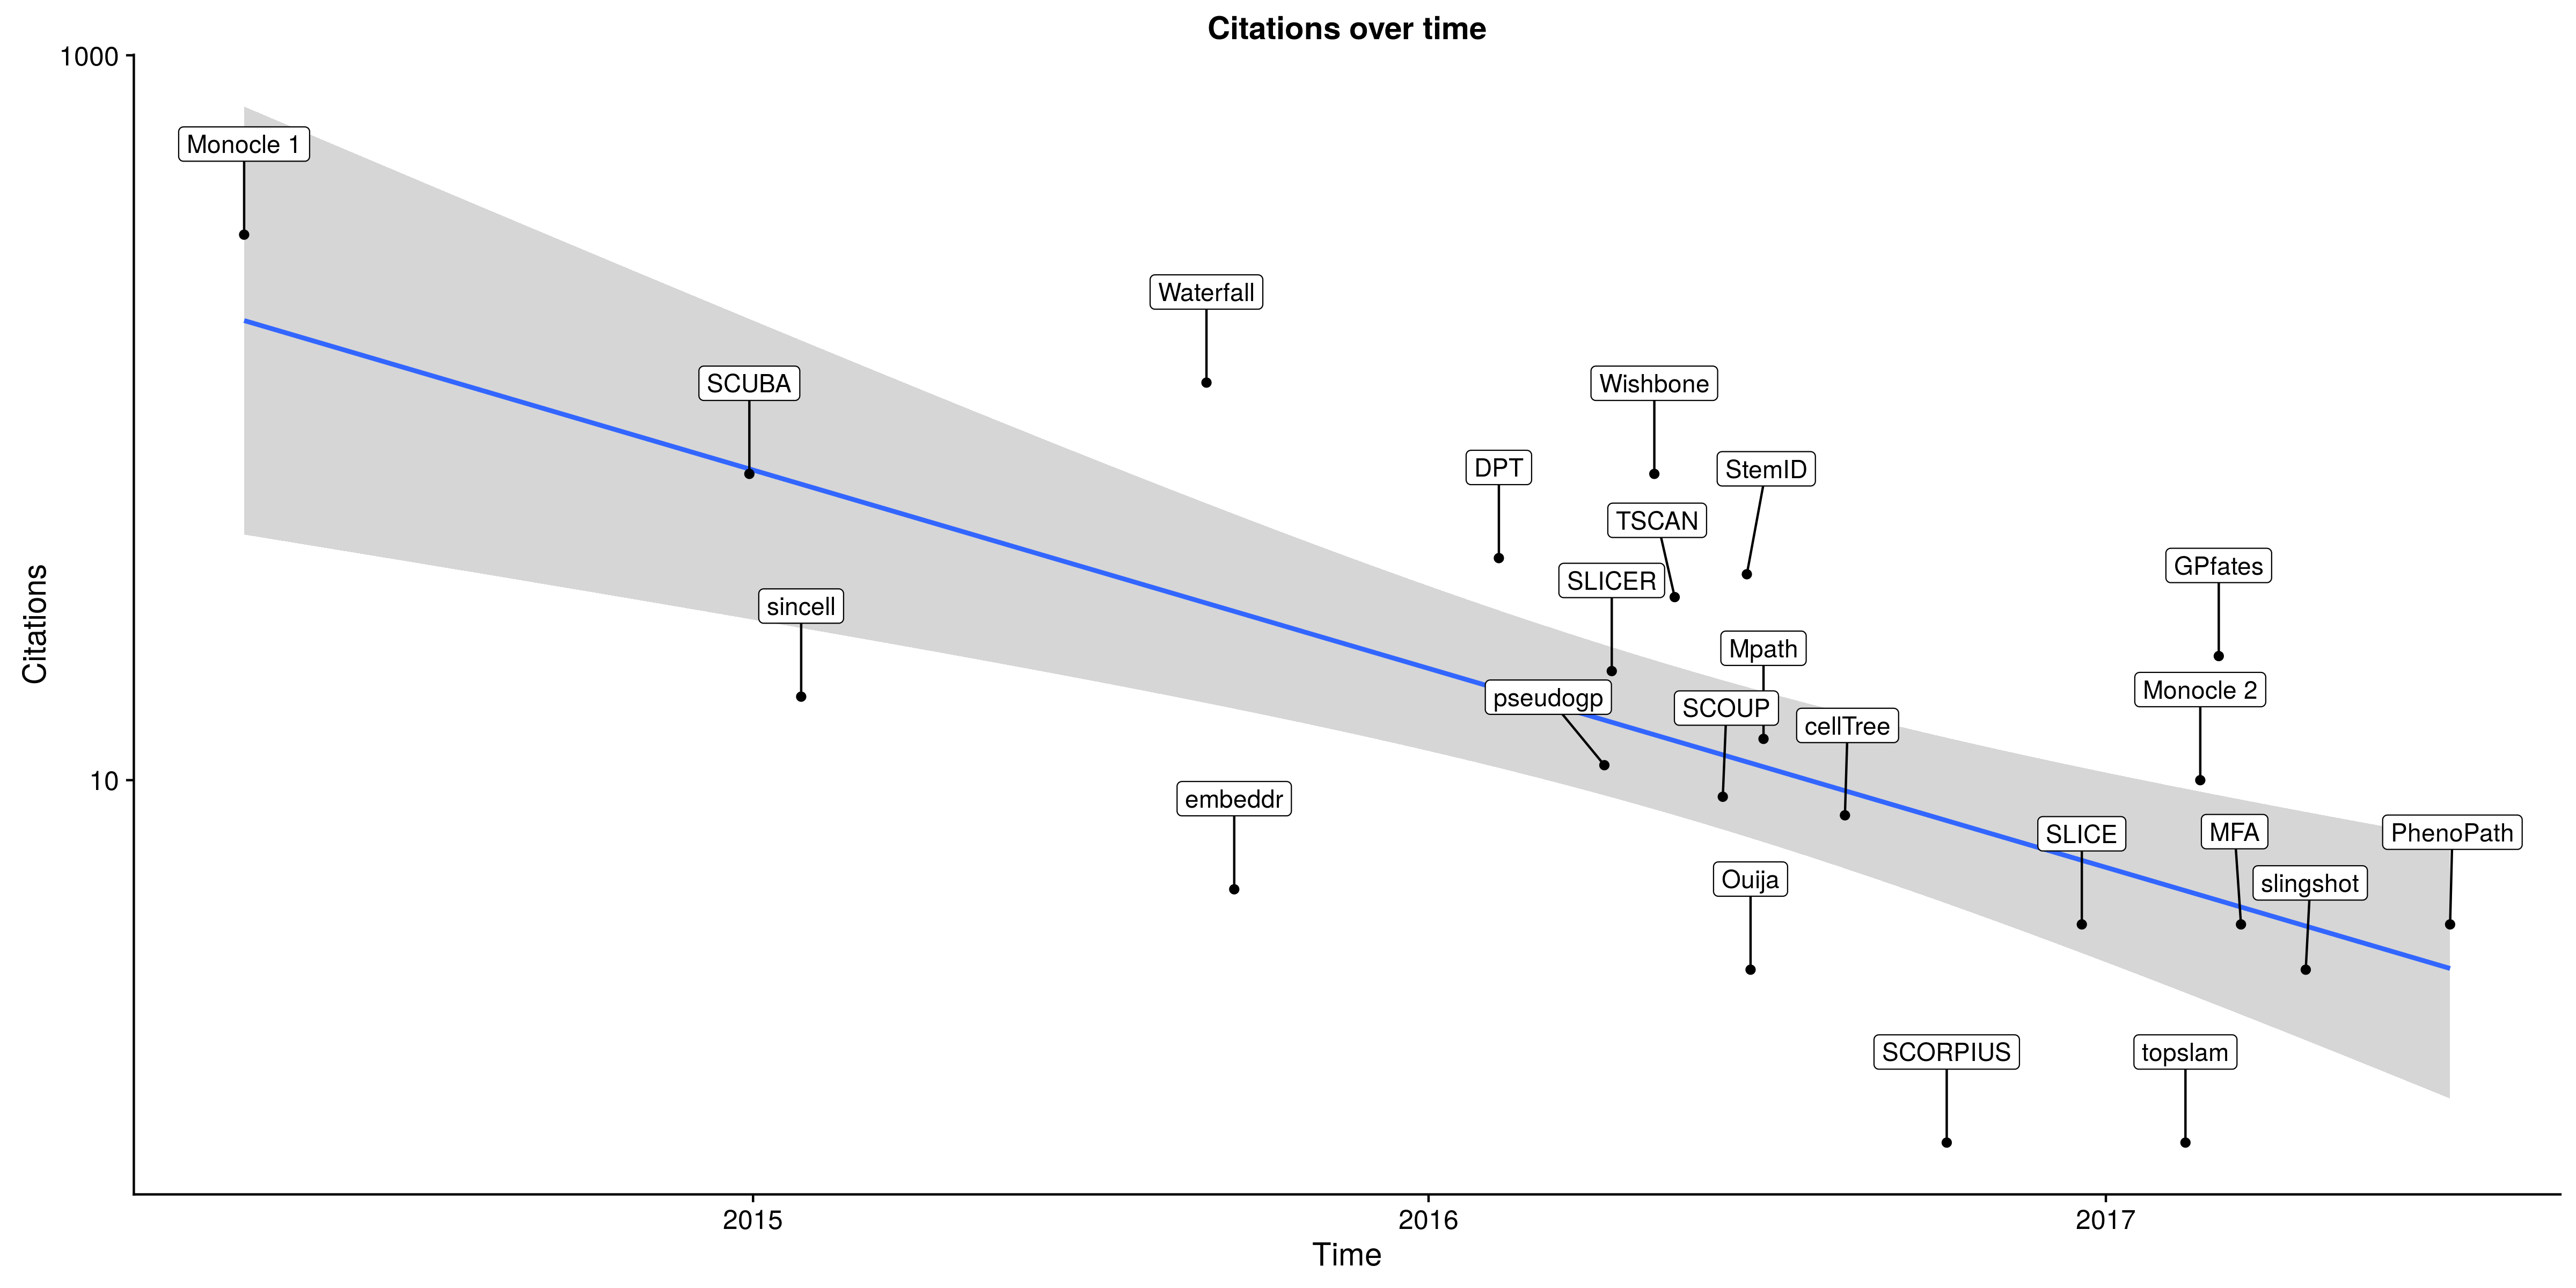 Citations over time
1000
Monocle 1
Waterfall
SCUBA
Wishbone
DPT
StemID
TSCAN
GPfates
SLICER
sincell
Citations
Mpath
Monocle 2
pseudogp
SCOUP
cellTree
10
embeddr
SLICE
MFA
PhenoPath
Ouija
slingshot
SCORPIUS
topslam
2015
2016
2017
Time